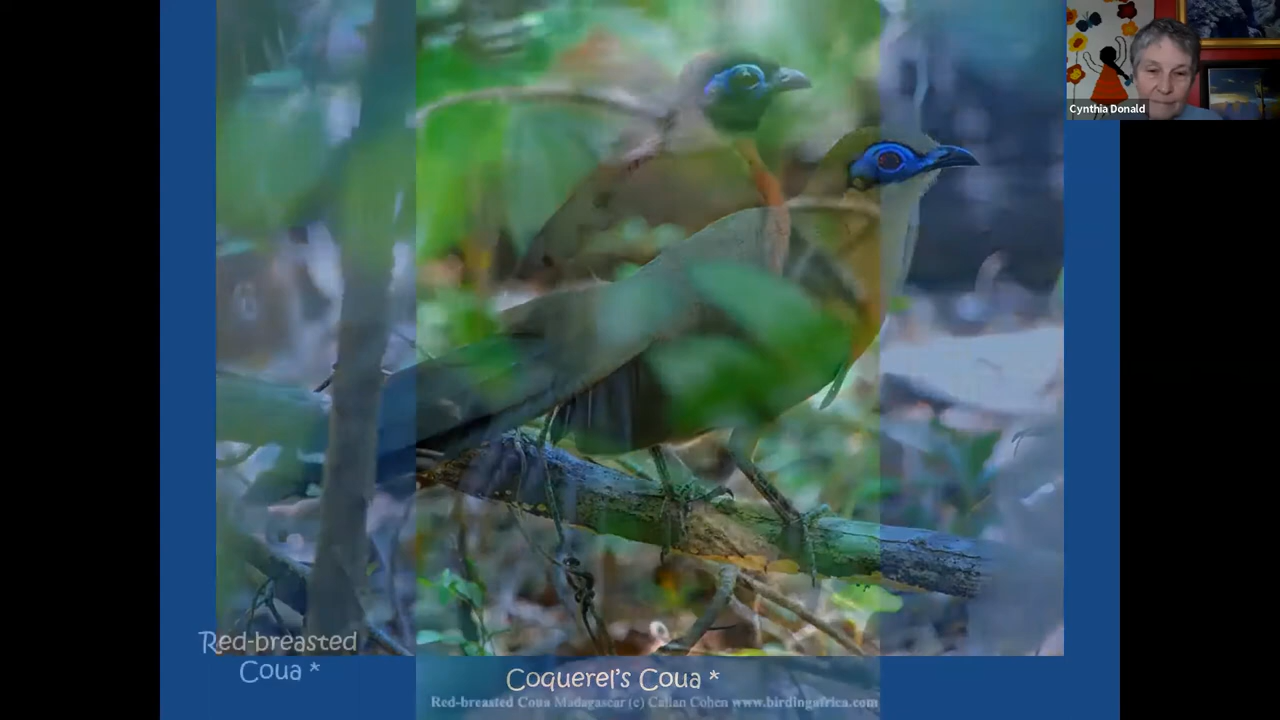 Cynthia Donald
Red-breasted
Coua *
Coquerel's Coua *
Red-breasted Coua Madagascar (c) Callan Cohen www.birdingafrica.com